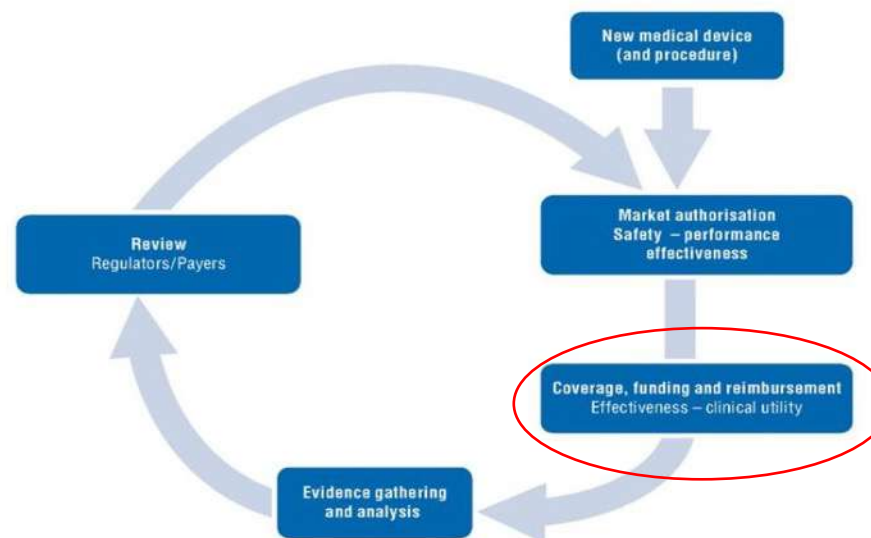 New medical device
(and procedure)
Market authorisation
Safety – performance
effectiveness
Review
Regulators/Payers
Coverage, funding and reimbursement
Effectiveness – clinical utility
Evidence gathering
and analysis